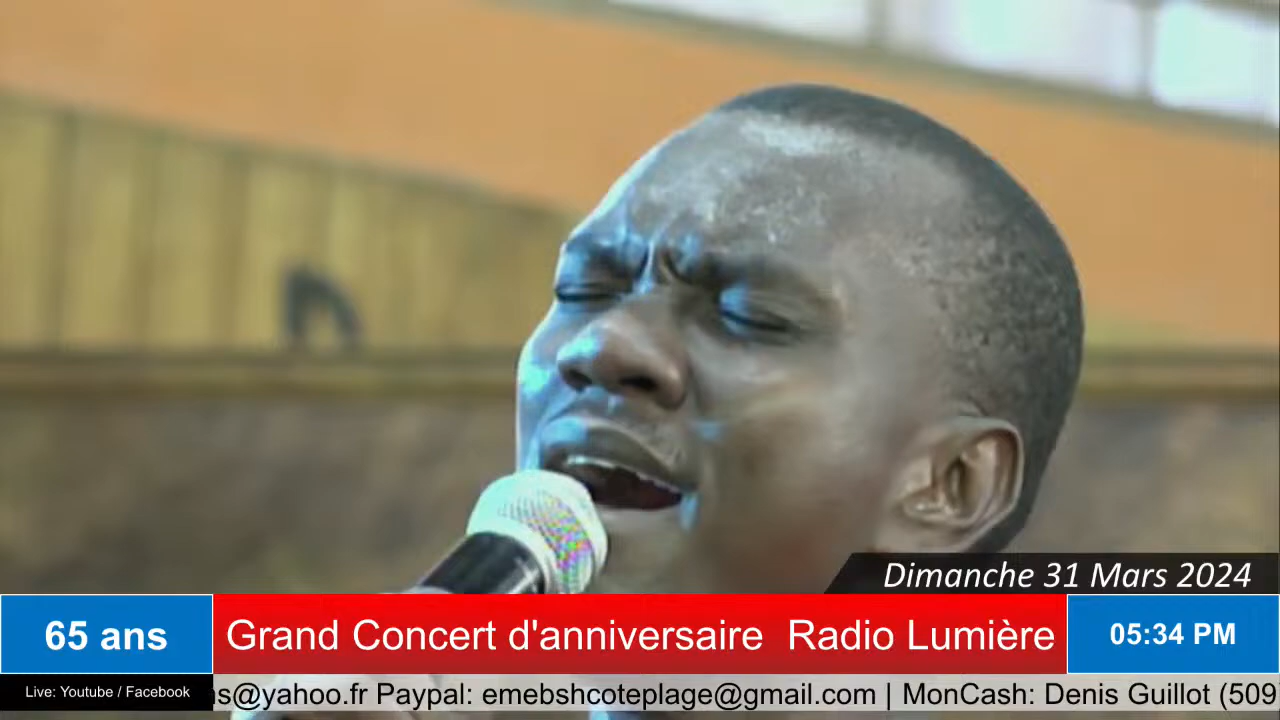 Dimanche 31 Mars 2024
65 ans
Grand Concert d'anniversaire Radio Lumière
05:34 PM
Live: Youtube / Facebook
s@yahoo.fr Paypal: emebshcoteplage@gmail.com | MonCash: Denis Guillot (509